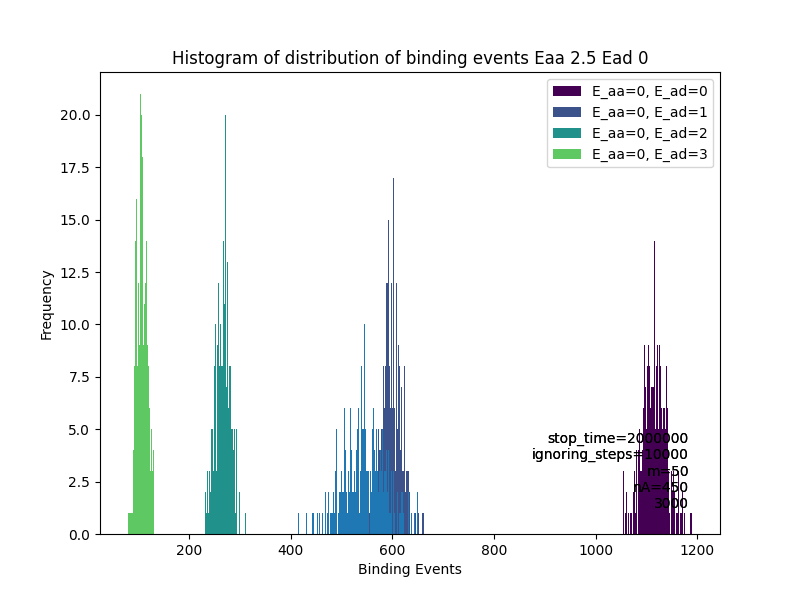 Histogram of distribution of binding events Eaa 2.5 Ead 0
E_aa=0, E_ad=0
E_aa=0, E_ad=1
E_aa=0, E_ad=2
E_aa=0, E_ad=3
Frequency
20.0
17.5
15.0
12.5
10.0
7.5
5.0
2.5
0.0
stop_time=2000000
ignoring_steps=10000
m=50
nA=450
3000
200
400
600
800
1000
1200
Binding Events